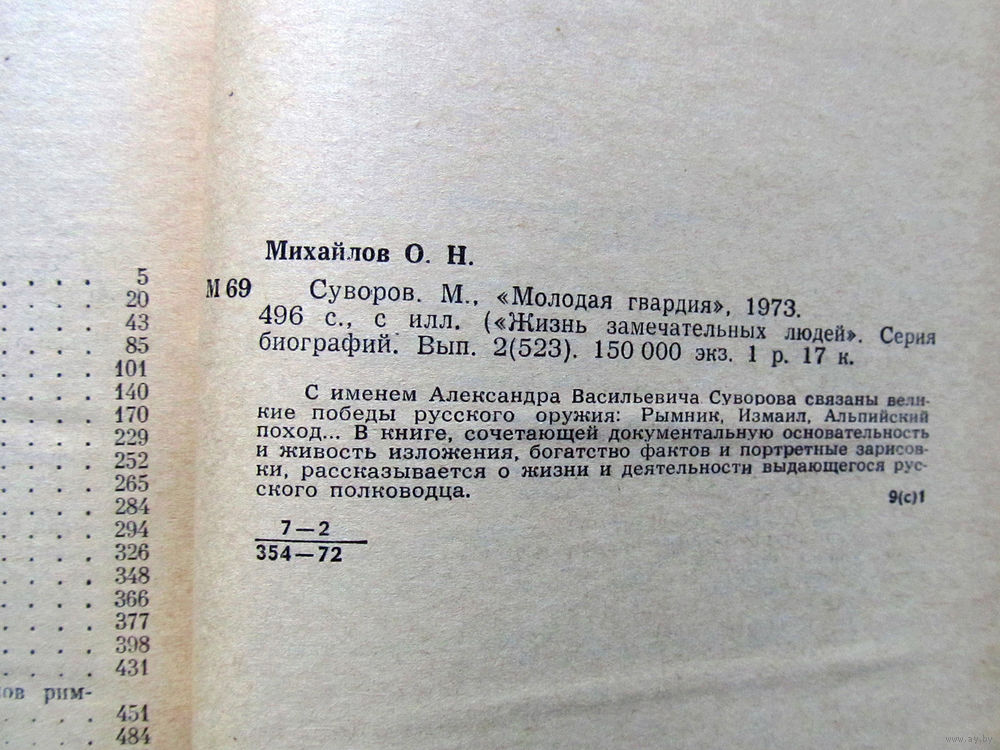 5
20
43
85
101
140
170
229
252
265
284
294
326
348
366
377
398
431
ов рим-
451
484
Михайлов О. Н.
М 69
Суворов. М., «Молодая гвардия», 1973.
496 с., с илл. («Жизнь замечательных людей». Серия
биографий. Вып. 2(523). 150 000 экз. 1 р. 17 к.
С именем Александра Васильевича Суворова связаны вели-
кие победы русского оружия: Рымник, Измаил, Альпийский
поход... В книге, сочетающей документальную основательность
и живость изложения, богатство фактов и портретные зарисов-
ки, рассказывается о жизни и деятельности выдающегося рус-
ского полководца.
9(с)1
7—2
354—72
www.ay.by